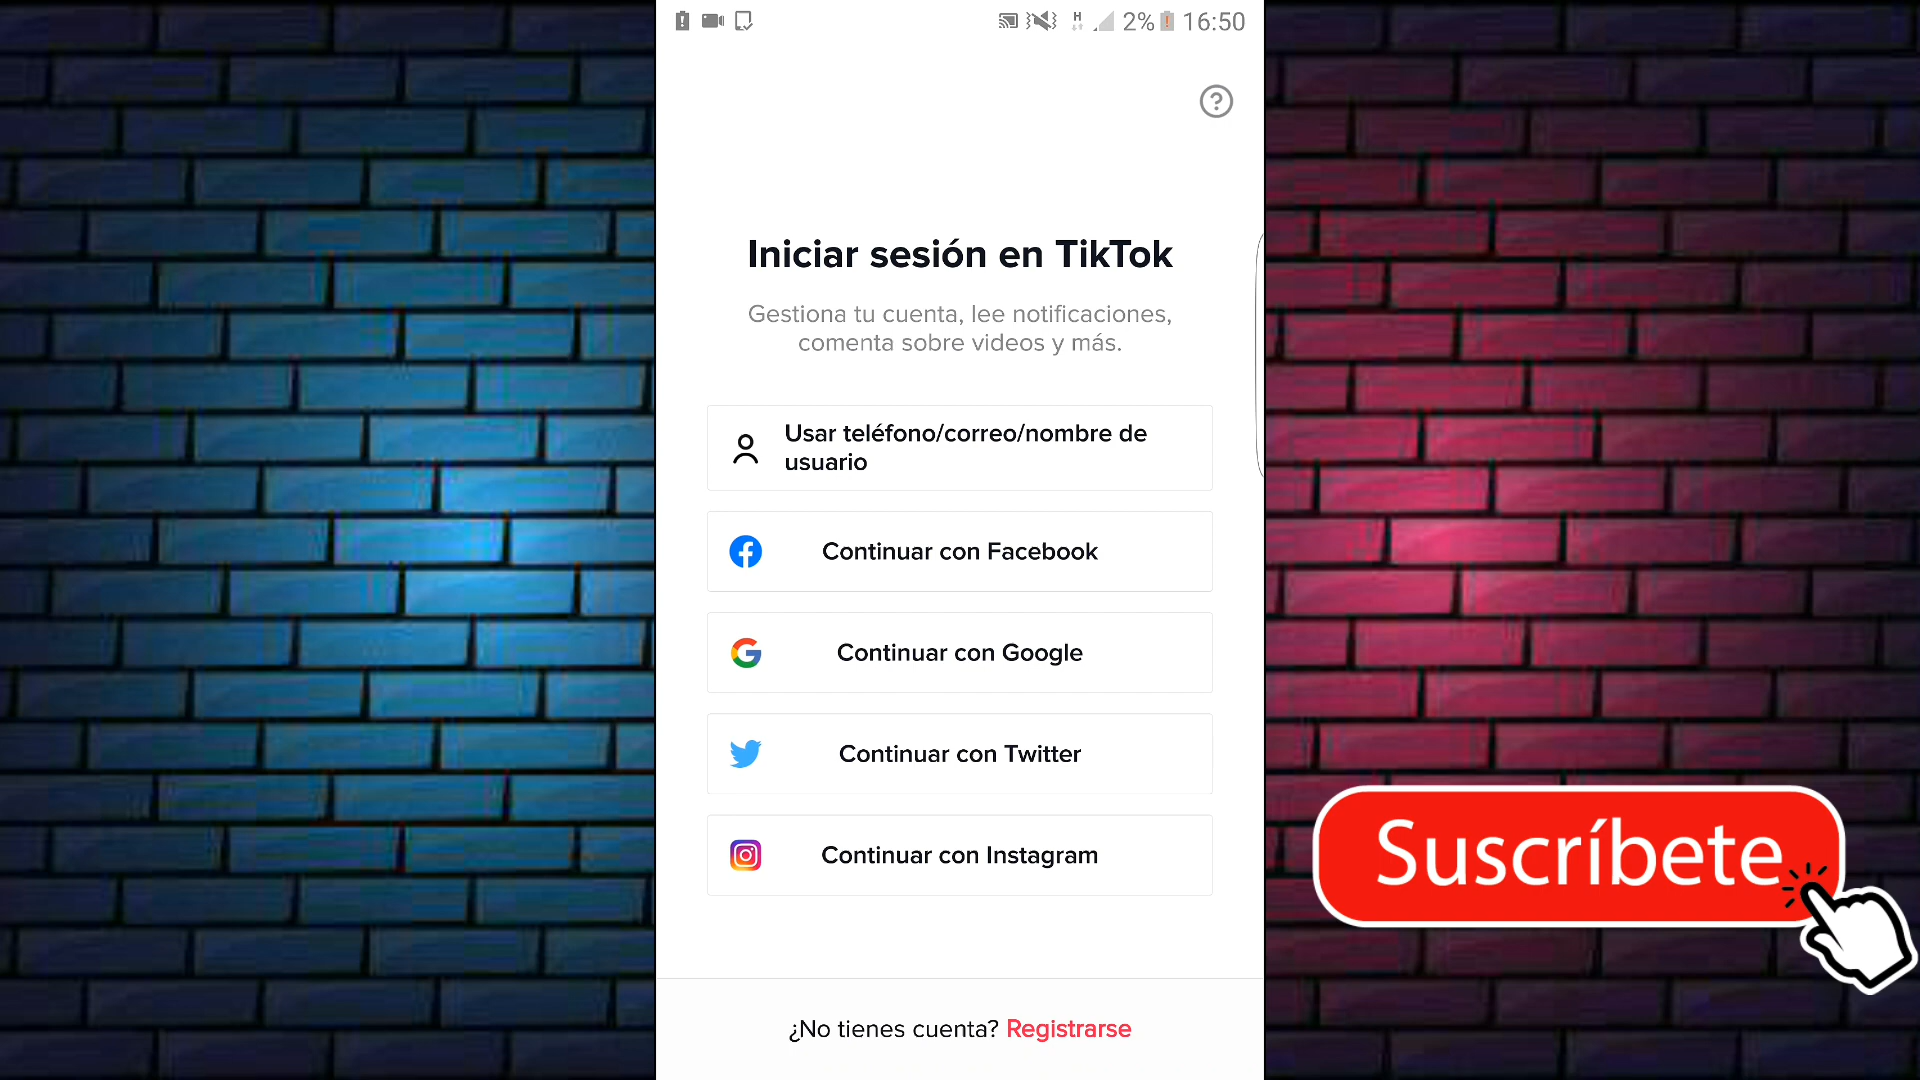 2% 16:50
Iniciar sesión en TikTok
Gestiona tu cuenta, lee notificaciones,
comenta sobre videos y más.
Usar teléfono/correo/nombre de
usuario
Continuar con Facebook
Continuar con Google
Continuar con Twitter
Continuar con Instagram
Suscríbete
¿No tienes cuenta? Registrarse